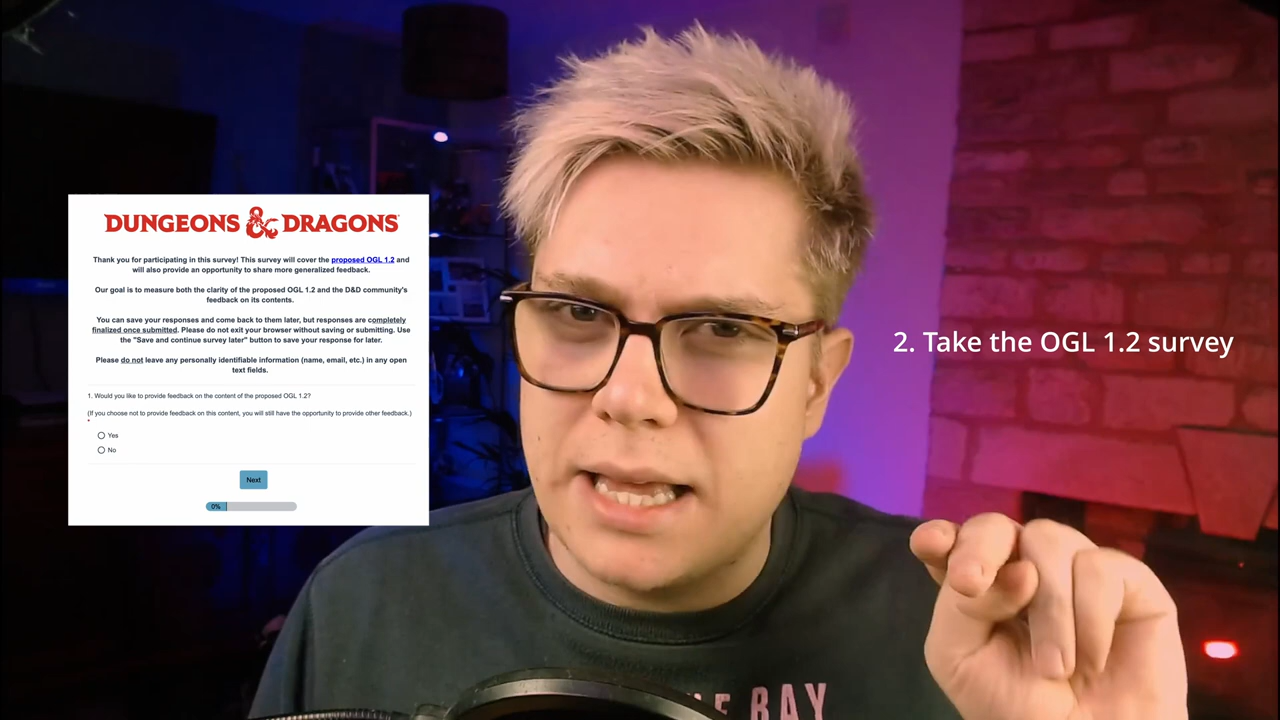 DUNGEONS & DRAGONS
Thank you for participating in this survey! This survey will cover the proposed OGL 1.2 and
will also provide an opportunity to share more generalized feedback.
Our goal is to measure both the clarity of the proposed OGL 1.2 and the D&D community's
feedback on its contents.
You can save your responses and come back to them later, but responses are completely
finalized once submitted. Please do not exit your browser without saving or submitting. Use
the "Save and continue survey later" button to save your response for later.
Please do not leave any personally identifiable information (name, email, etc.) in any open
text fields.
1. Would you like to provide feedback on the content of the proposed OGL 1.2?
(If you choose not to provide feedback on this content, you will still have the opportunity to provide other feedback.)
*
Yes
No
Next
0%
2. Take the OGL 1.2 survey
BAY